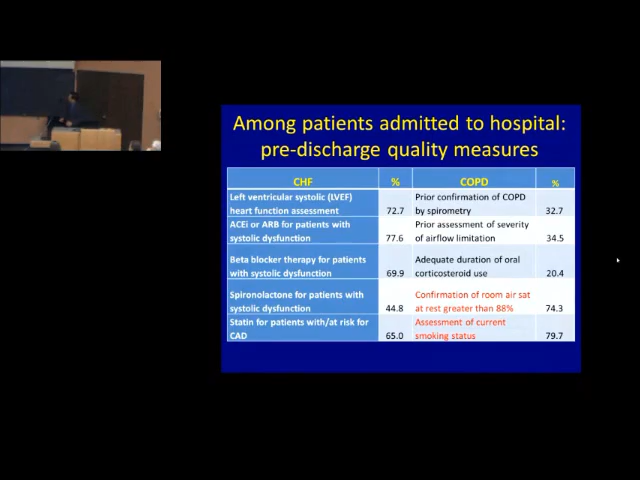 Among patients admitted to hospital:
pre-discharge quality measures
CHF % COPD %
Left ventricular systolic (LVEF) Prior confirmation of COPD
heart function assessment 72.7 by spirometry 32.7
ACEi or ARB for patients with Prior assessment of severity
systolic dysfunction 77.6 of airflow limitation 34.5
Beta blocker therapy for patients Adequate duration of oral
with systolic dysfunction 69.9 corticosteroid use 20.4
Spironolactone for patients with Confirmation of room air sat
systolic dysfunction 44.8 at rest greater than 88% 74.3
Statin for patients with/at risk for Assessment of current
CAD 65.0 smoking status 79.7